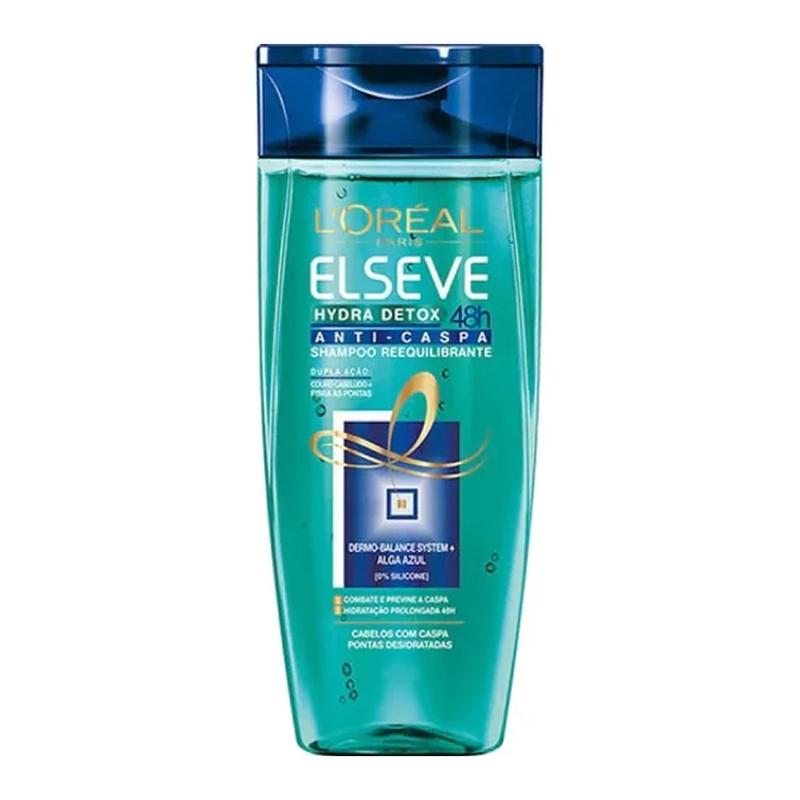 L'ORÉAL
PARIS
ELSEVE
HYDRA DETOX 48h
ANTI-CASPA
SHAMPOO REEQUILIBRANTE
DUPLA AÇÃO:
COURO CABELUDO +
FIBRA ÀS PONTAS
DERMO-BALANCE SYSTEM +
ALGA AZUL
[0% SILICONE]
COMBATE E PREVINE A CASPA
HIDRATAÇÃO PROLONGADA 48H
CABELOS COM CASPA
PONTAS DESIDRATADAS